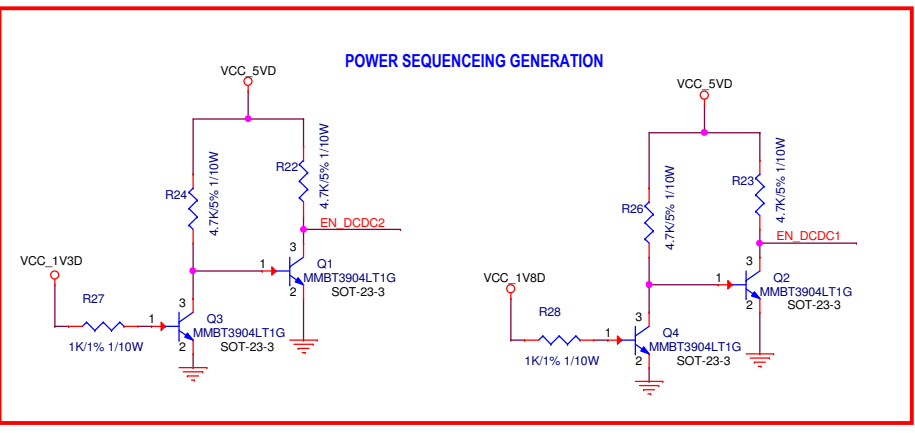 POWER SEQUENCEING GENERATION
VCC_5VD
R24
4.7K/5% 1/10W
R22
4.7K/5% 1/10W
EN_DCDC2
3
1
Q1
MMBT3904LT1G
2
SOT-23-3
VCC_1V3D
R27
1K/1% 1/10W
3
1
Q3
MMBT3904LT1G
2
SOT-23-3
VCC_5VD
R26
4.7K/5% 1/10W
R23
4.7K/5% 1/10W
EN_DCDC1
3
1
Q2
MMBT3904LT1G
2
SOT-23-3
VCC_1V8D
R28
1K/1% 1/10W
3
1
Q4
MMBT3904LT1G
2
SOT-23-3